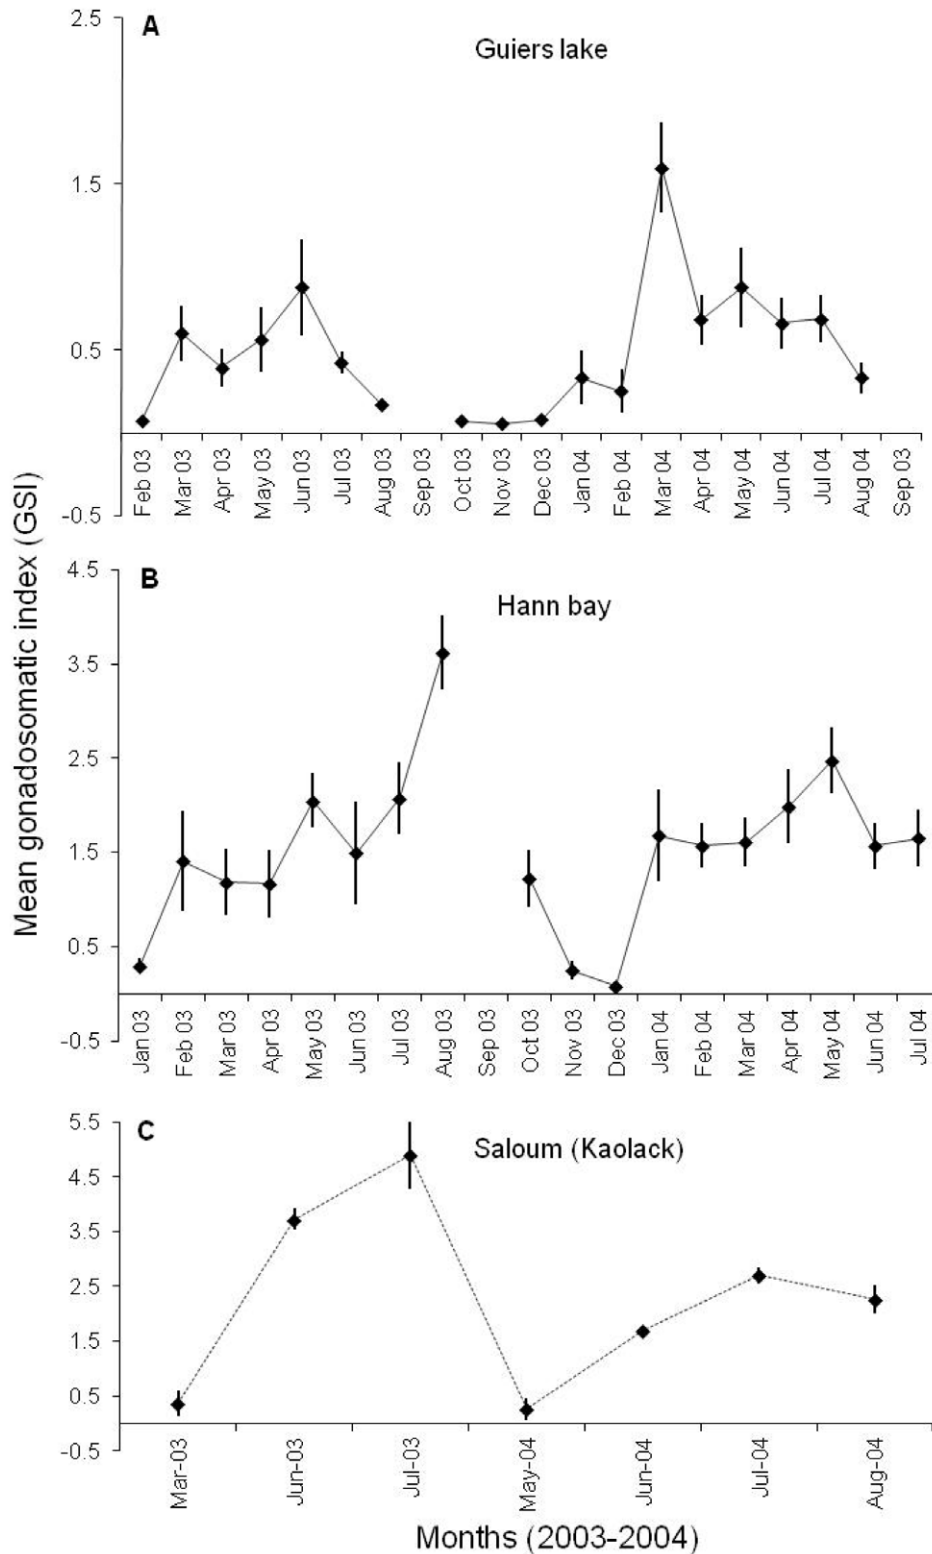 Mean gonadosomatic index (GSI)
A
Guiers lake
2.5
1.5
0.5
-0.5
Feb 03
Mar 03
Apr 03
May 03
Jun 03
Jul 03
Aug 03
Sep 03
Oct 03
Nov 03
Dec 03
Jan 04
Feb 04
Mar 04
Apr 04
May 04
Jun 04
Jul 04
Aug 04
Sep 03
B
Hann bay
4.5
3.5
2.5
1.5
0.5
-0.5
Jan 03
Feb 03
Mar 03
Apr 03
May 03
Jun 03
Jul 03
Aug 03
Sep 03
Oct 03
Nov 03
Dec 03
Jan 04
Feb 04
Mar 04
Apr 04
May 04
Jun 04
Jul 04
C
Saloum (Kaolack)
5.5
4.5
3.5
2.5
1.5
0.5
-0.5
Mar-03
Jun-03
Jul-03
May-04
Jun-04
Jul-04
Aug-04
Months (2003-2004)